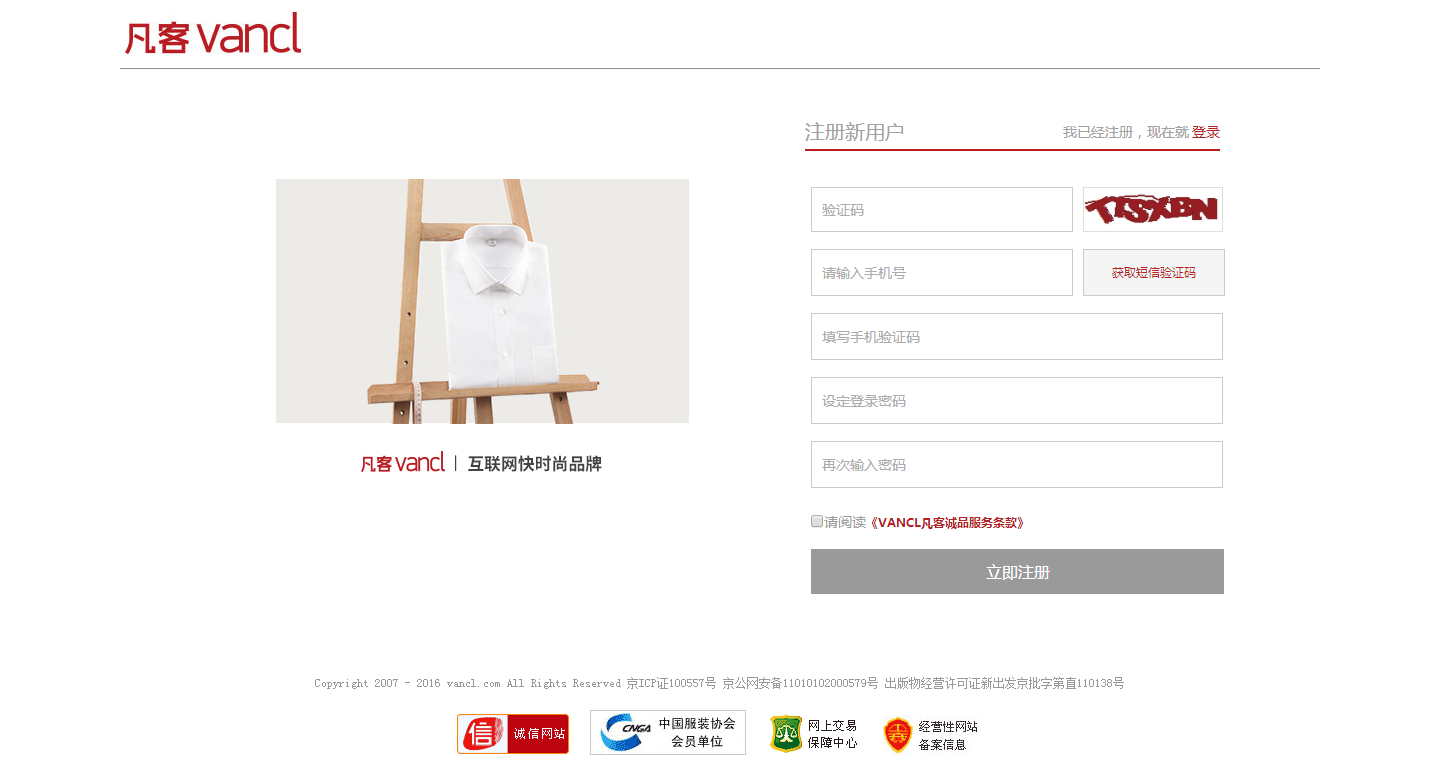 凡客 vancl
注册新用户
我已经注册，现在就 登录
验证码
TTSXBN
请输入手机号
获取短信验证码
填写手机验证码
设定登录密码
再次输入密码
请阅读《VANCL凡客诚品服务条款》
立即注册
凡客 vancl | 互联网快时尚品牌
Copyright 2007 - 2016 vancl.com All Rights Reserved 京ICP证100557号 京公网安备11010102000579号 出版物经营许可证新出发京批字第直110138号
信 诚信网站
CNGA 中国服装协会
会员单位
网上交易
保障中心
经营性网站
备案信息